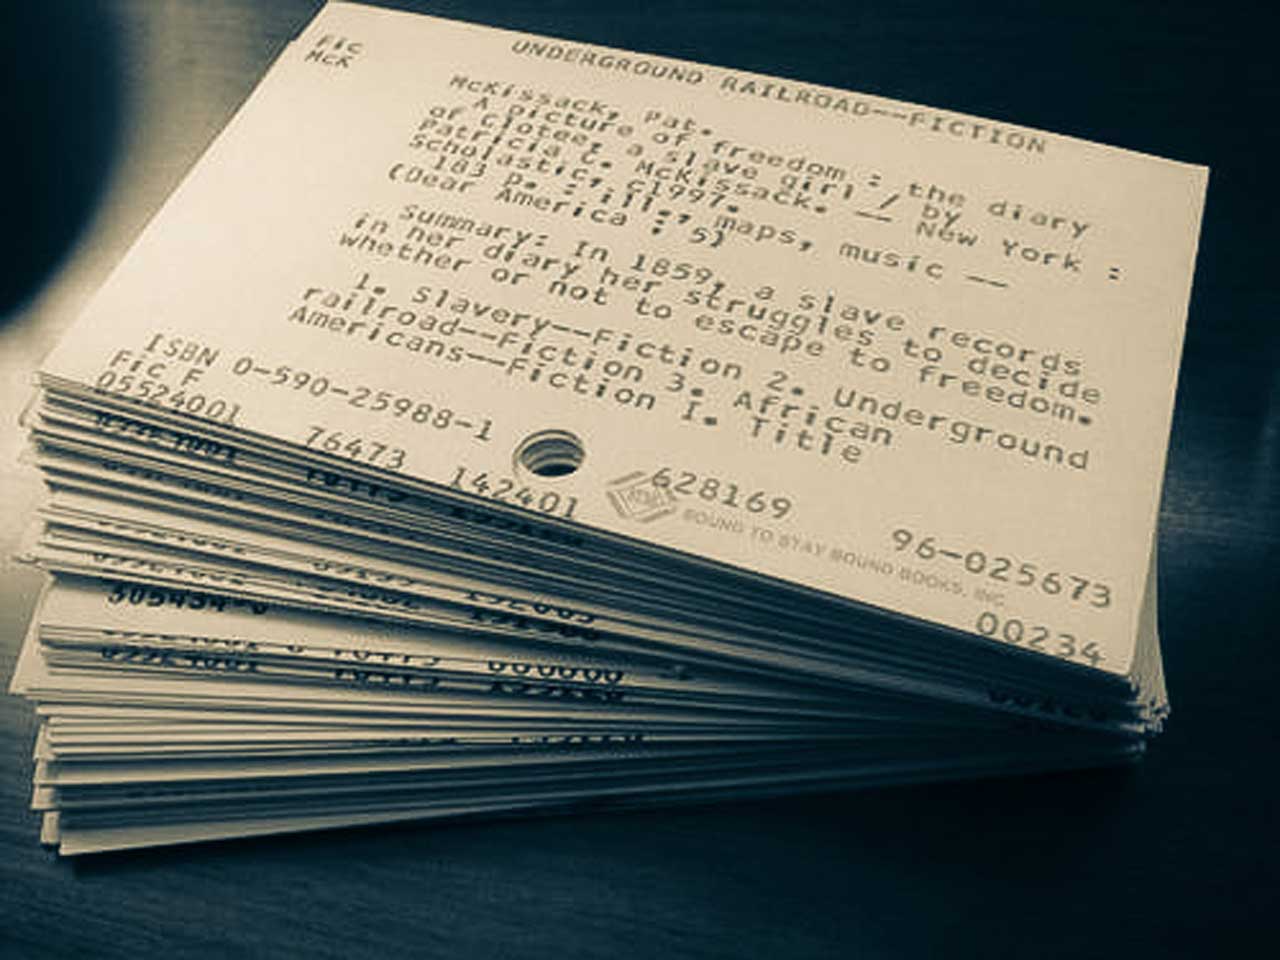 Fic
McK
UNDERGROUND RAILROAD--FICTION
McKissack, Pat.
A picture of freedom : the diary
of Clotee, a slave girl / by
Patricia C. McKissack. -- New York :
Scholastic, c1997.
183 p. : ill., maps, music --
(Dear America : 5)
Summary: In 1859, a slave records
in her diary her struggles to decide
whether or not to escape to freedom.
1. Slavery--Fiction 2. Underground
railroad--Fiction 3. African
Americans--Fiction I. Title
ISBN 0-590-25988-1
Fic F
05524001 76473 142401 628169 96-025673
BOUND TO STAY BOUND BOOKS, INC
00234